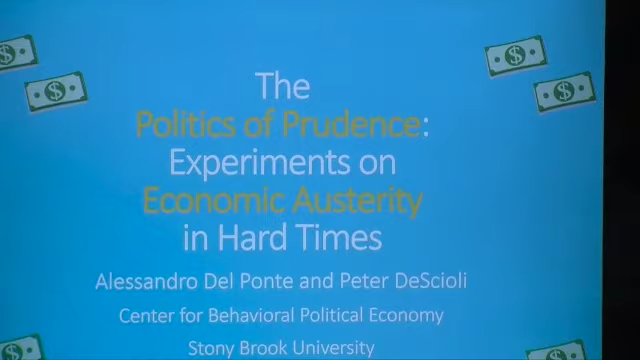 The
Politics of Prudence:
Experiments on
Economic Austerity
in Hard Times
Alessandro Del Ponte and Peter DeScioli
Center for Behavioral Political Economy
Stony Brook University